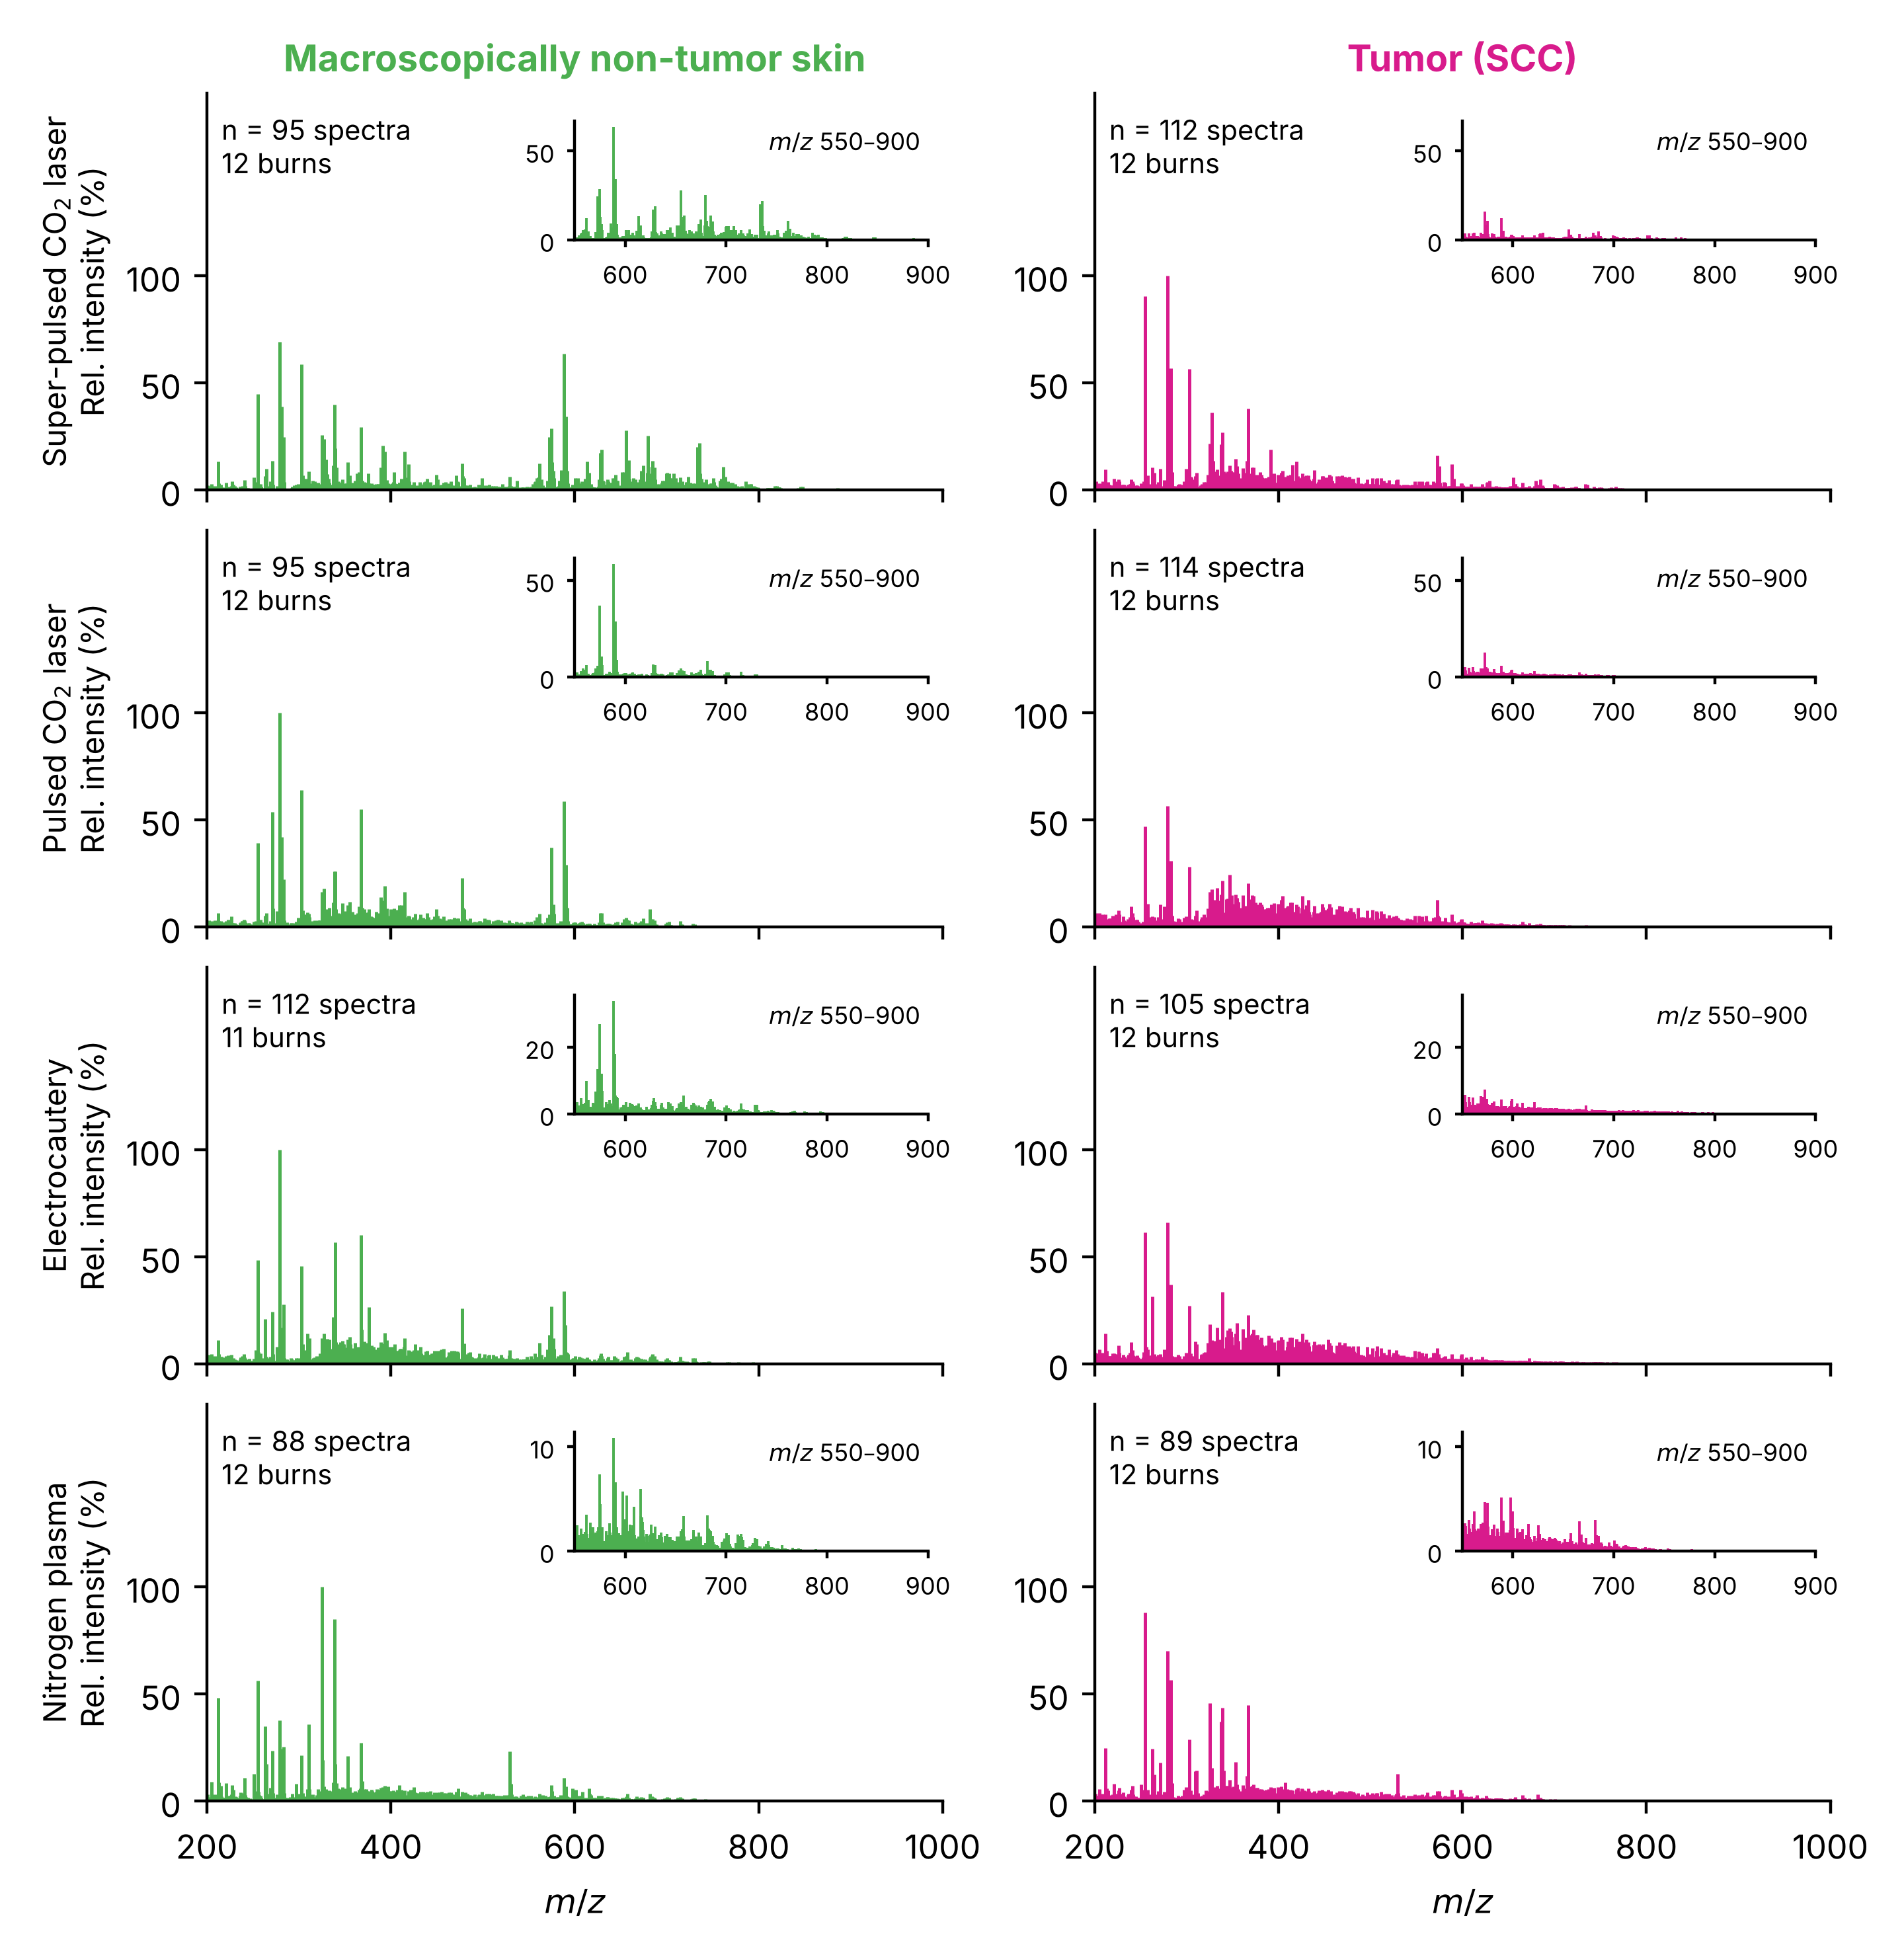 Macroscopically non-tumor skin
Tumor (SCC)
Super-pulsed CO₂ laser
Rel. intensity (%)
n = 95 spectra
12 burns
m/z 550–900
50
0
600 700 800 900
100
50
0
n = 112 spectra
12 burns
m/z 550–900
50
0
600 700 800 900
100
50
0
Pulsed CO₂ laser
Rel. intensity (%)
n = 95 spectra
12 burns
m/z 550–900
50
0
600 700 800 900
100
50
0
n = 114 spectra
12 burns
m/z 550–900
50
0
600 700 800 900
100
50
0
Electrocautery
Rel. intensity (%)
n = 112 spectra
11 burns
m/z 550–900
20
0
600 700 800 900
100
50
0
n = 105 spectra
12 burns
m/z 550–900
20
0
600 700 800 900
100
50
0
Nitrogen plasma
Rel. intensity (%)
n = 88 spectra
12 burns
m/z 550–900
10
0
600 700 800 900
100
50
0
200 400 600 800 1000
m/z
n = 89 spectra
12 burns
m/z 550–900
10
0
600 700 800 900
100
50
0
200 400 600 800 1000
m/z